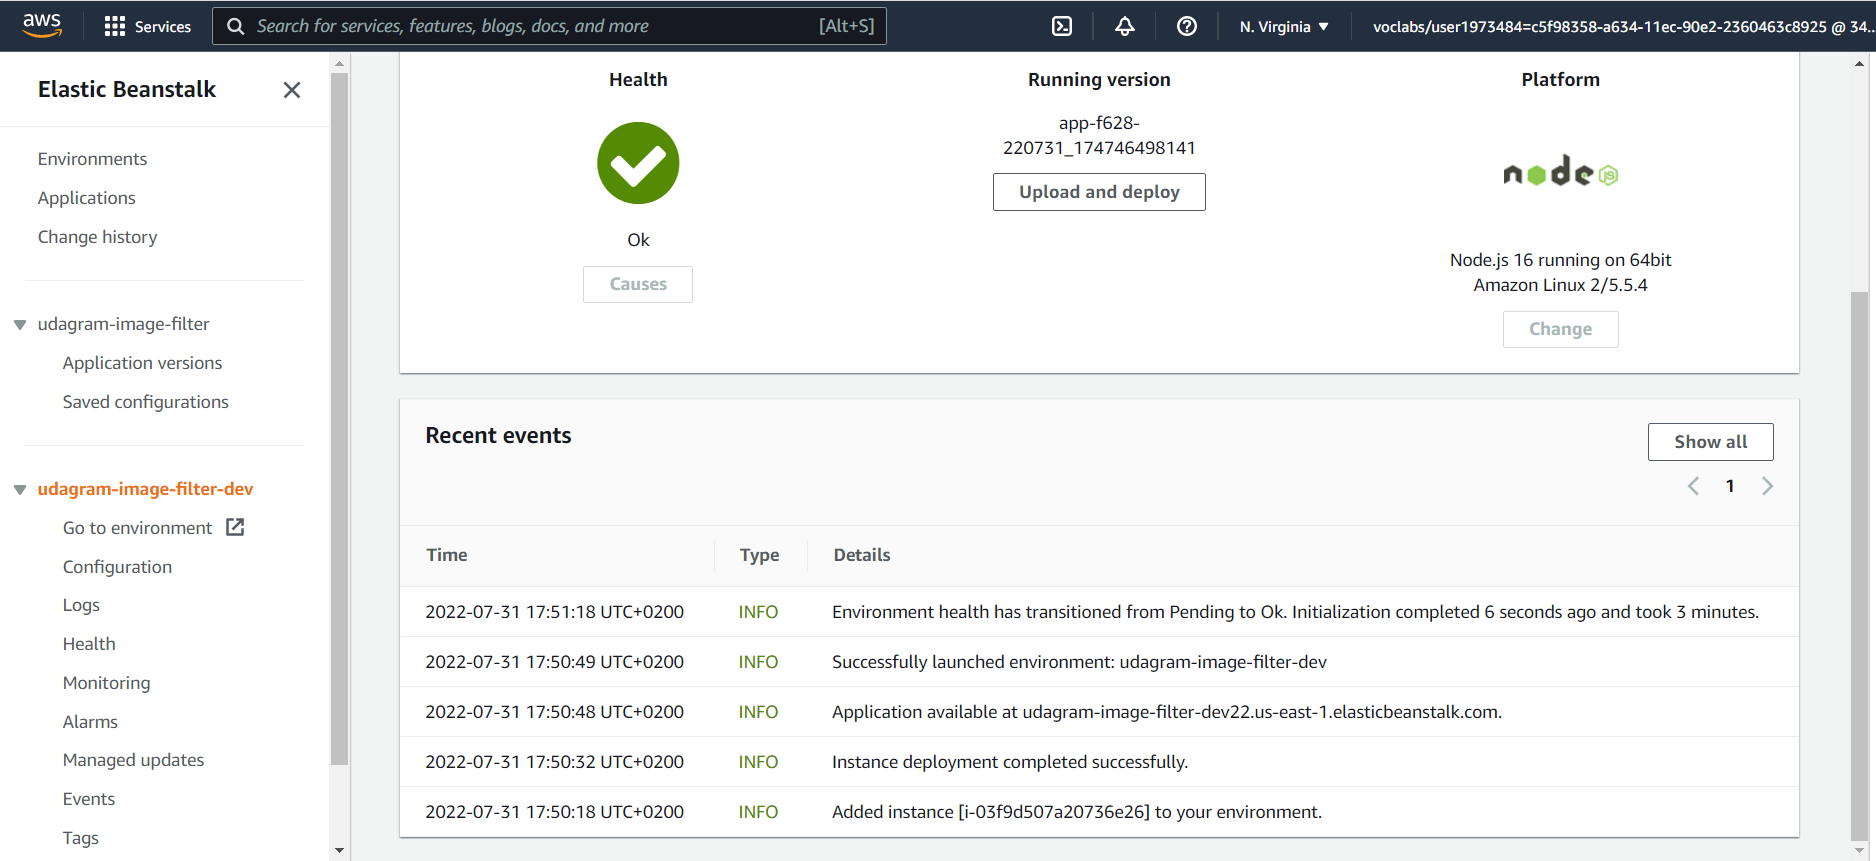 aws
Services
Search for services, features, blogs, docs, and more
[Alt+S]
N. Virginia
voclabs/user1973484=c5f98358-a634-11ec-90e2-2360463c8925 @ 34...
Elastic Beanstalk
Environments
Applications
Change history
udagram-image-filter
Application versions
Saved configurations
udagram-image-filter-dev
Go to environment
Configuration
Logs
Health
Monitoring
Alarms
Managed updates
Events
Tags
Health
Ok
Causes
Running version
app-f628-
220731_174746498141
Upload and deploy
Platform
node
JS
Node.js 16 running on 64bit
Amazon Linux 2/5.5.4
Change
Recent events
Show all
1
Time Type Details
2022-07-31 17:51:18 UTC+0200 INFO Environment health has transitioned from Pending to Ok. Initialization completed 6 seconds ago and took 3 minutes.
2022-07-31 17:50:49 UTC+0200 INFO Successfully launched environment: udagram-image-filter-dev
2022-07-31 17:50:48 UTC+0200 INFO Application available at udagram-image-filter-dev22.us-east-1.elasticbeanstalk.com.
2022-07-31 17:50:32 UTC+0200 INFO Instance deployment completed successfully.
2022-07-31 17:50:18 UTC+0200 INFO Added instance [i-03f9d507a20736e26] to your environment.